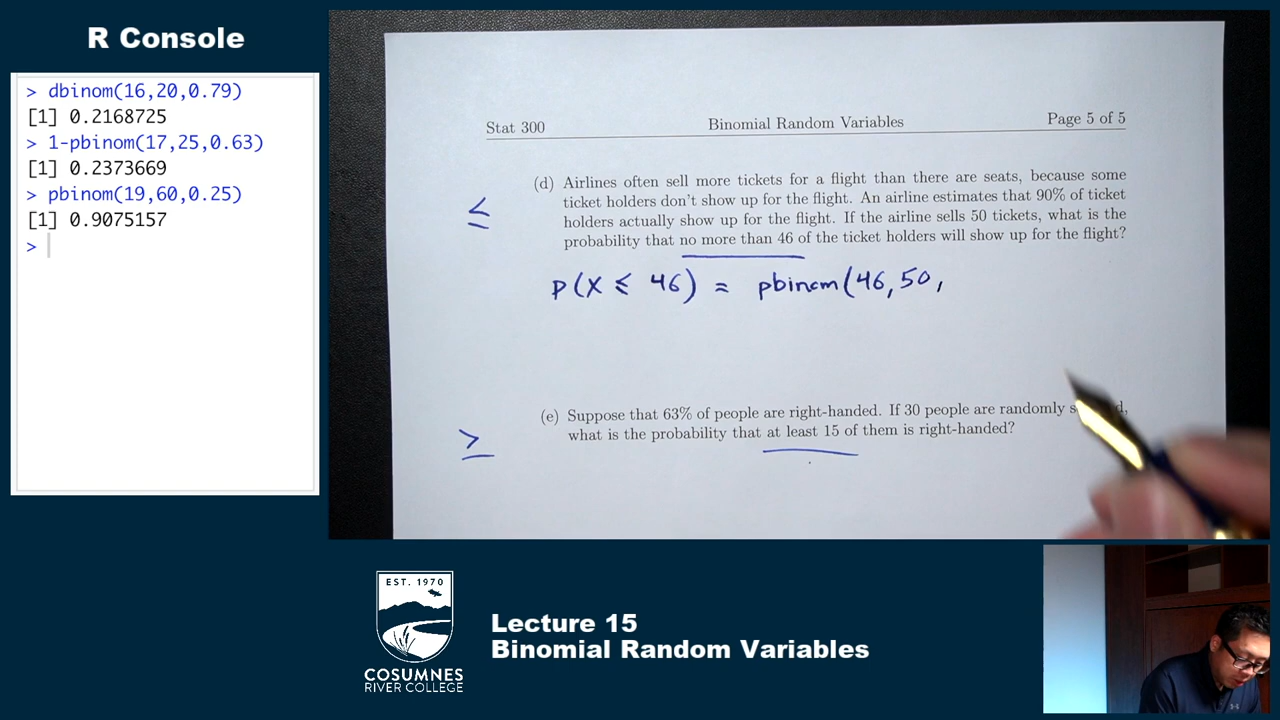 R Console
> dbinom(16,20,0.79)
[1] 0.2168725
> 1-pbinom(17,25,0.63)
[1] 0.2373669
> pbinom(19,60,0.25)
[1] 0.9075157
>
Stat 300 Binomial Random Variables Page 5 of 5
(d) Airlines often sell more tickets for a flight than there are seats, because some
ticket holders don't show up for the flight. An airline estimates that 90% of ticket
≤
holders actually show up for the flight. If the airline sells 50 tickets, what is the
probability that no more than 46 of the ticket holders will show up for the flight?
P(X ≤ 46) = pbinom(46,50,
(e) Suppose that 63% of people are right-handed. If 30 people are randomly
≥
what is the probability that at least 15 of them is right-handed?
EST. 1970
COSUMNES
RIVER COLLEGE
Lecture 15
Binomial Random Variables